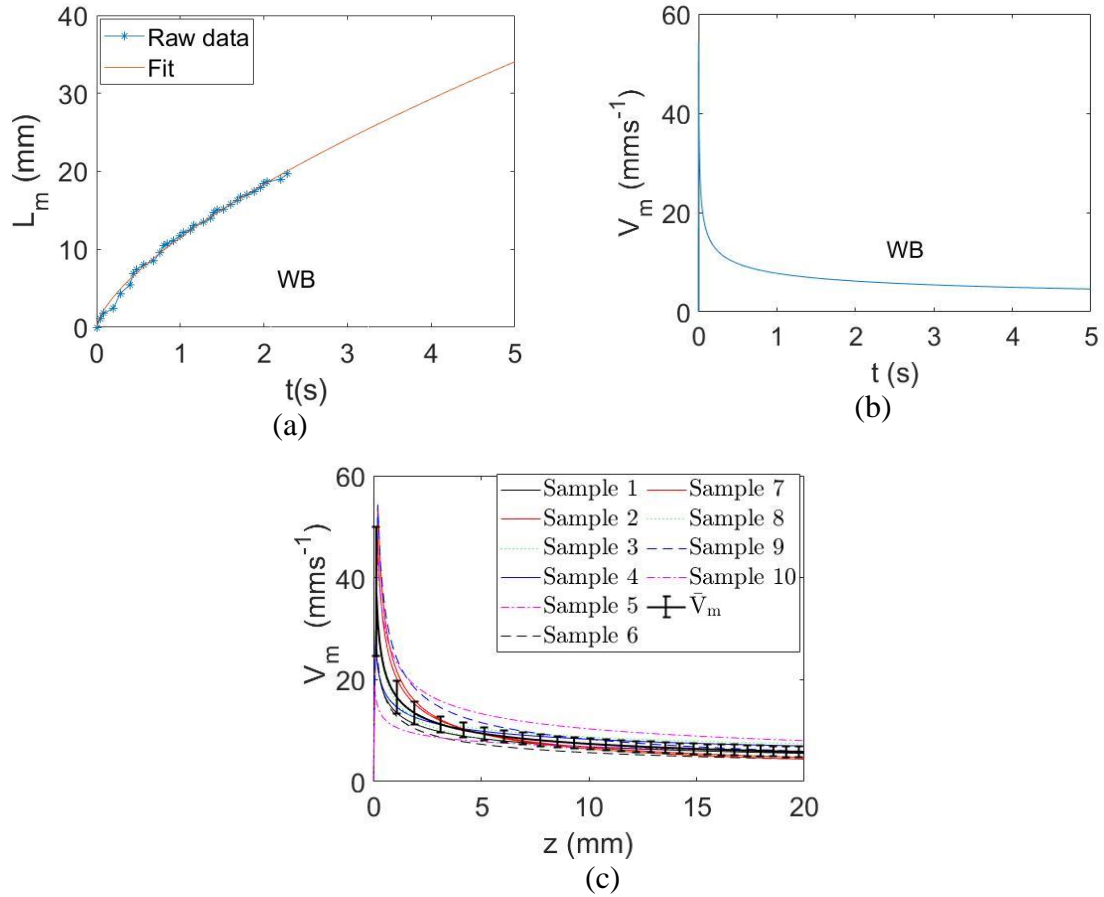 40
30
20
10
0
L_m (mm)
Raw data
Fit
WB
0 1 2 3 4 5
t(s)
(a)
60
40
20
0
V_m (mms^-1)
WB
0 1 2 3 4 5
t (s)
(b)
60
40
20
0
V_m (mms^-1)
Sample 1 Sample 7
Sample 2 Sample 8
Sample 3 Sample 9
Sample 4 Sample 10
Sample 5 V̄_m
Sample 6
0 5 10 15 20
z (mm)
(c)